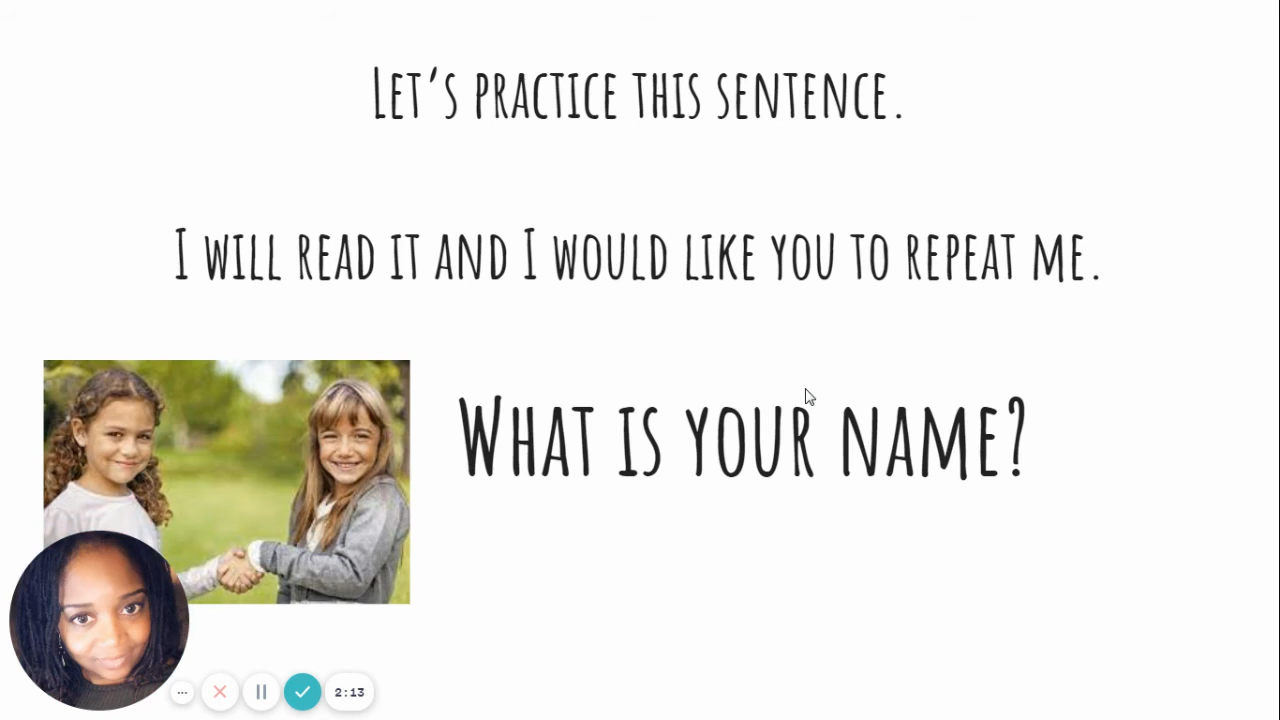 Let's practice this sentence.
I will read it and I would like you to repeat me.
What is your name?
2:13